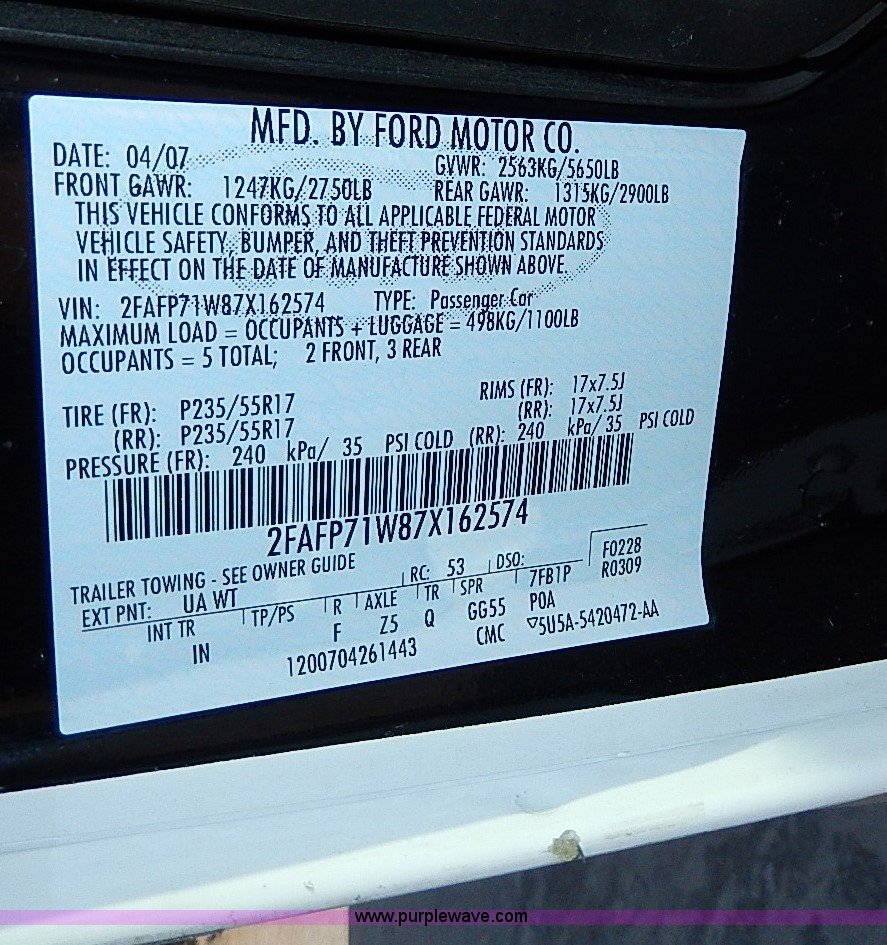 MFD. BY FORD MOTOR CO.
DATE: 04/07 GVWR: 2563KG/5650LB
FRONT GAWR: 1247KG/2750LB REAR GAWR: 1315KG/2900LB
THIS VEHICLE CONFORMS TO ALL APPLICABLE FEDERAL MOTOR
VEHICLE SAFETY, BUMPER, AND THEFT PREVENTION STANDARDS
IN EFFECT ON THE DATE OF MANUFACTURE SHOWN ABOVE.
VIN: 2FAFP71W87X162574 TYPE: Passenger Car
MAXIMUM LOAD = OCCUPANTS + LUGGAGE = 498KG/1100LB
OCCUPANTS = 5 TOTAL; 2 FRONT, 3 REAR
TIRE (FR): P235/55R17 RIMS (FR): 17x7.5J
(RR): P235/55R17 (RR): 17x7.5J
PRESSURE (FR): 240 kPa/ 35 PSI COLD (RR): 240 kPa/ 35 PSI COLD
2FAFP71W87X162574
TRAILER TOWING - SEE OWNER GUIDE
EXT PNT: UA WT RC: 53 DSO: F0228
INT TR TP/PS R AXLE TR SPR 7FB1P R0309
IN F Z5 Q GG55 POA
1200704261443 CMC ▽5U5A-5420472-AA
www.purplewave.com